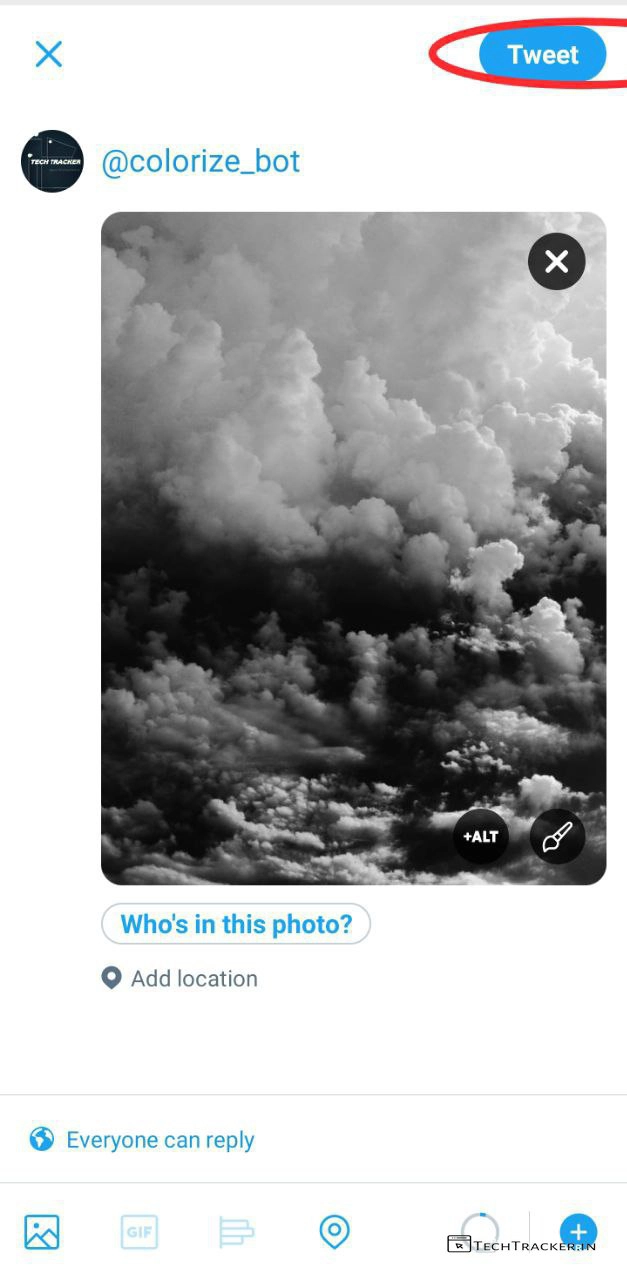 Tweet
TECH TRACKER
@colorize_bot
+ALT
Who's in this photo?
Add location
Everyone can reply
GIF
TECHTRACKER.IN